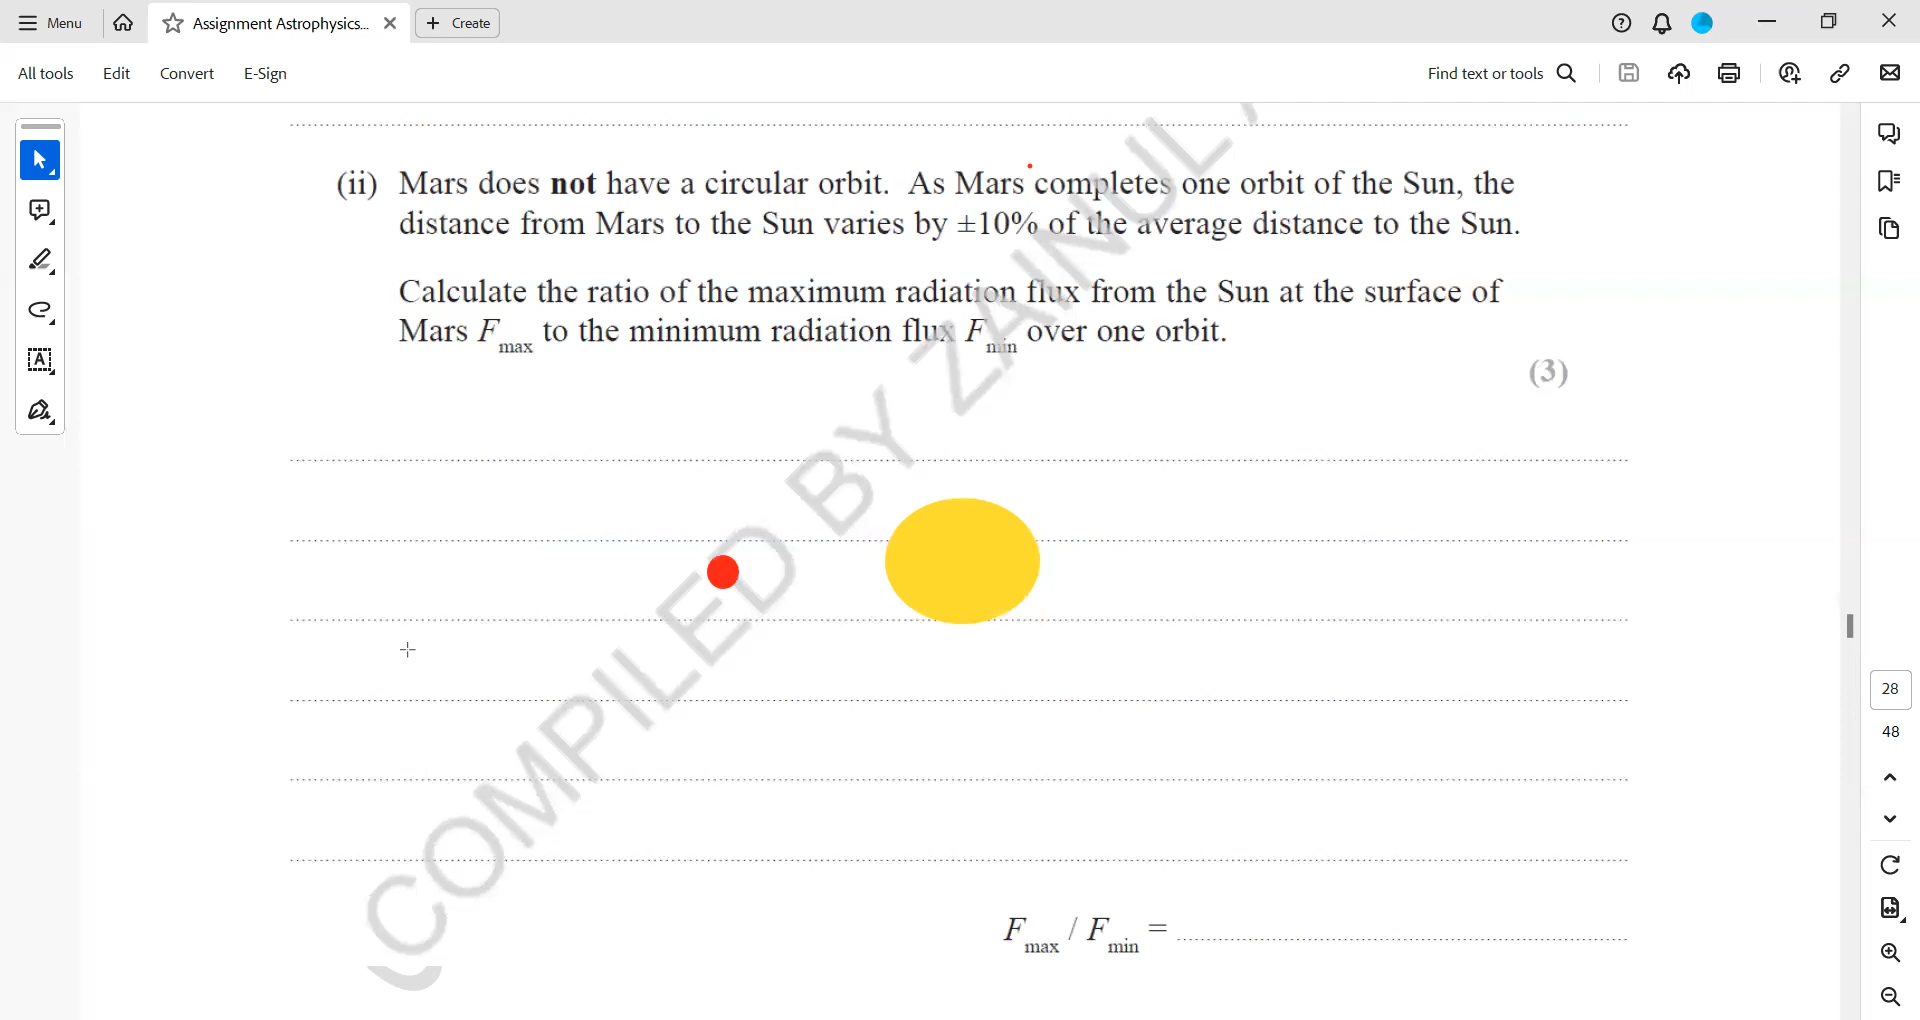 Menu
Assignment Astrophysics...
Create
All tools
Edit
Convert
E-Sign
Find text or tools
(ii) Mars does not have a circular orbit. As Mars completes one orbit of the Sun, the
distance from Mars to the Sun varies by ±10% of the average distance to the Sun.
Calculate the ratio of the maximum radiation flux from the Sun at the surface of
Mars Fmax to the minimum radiation flux Fmin over one orbit.
(3)
COMPILED BY ZAINUL
Fmax / Fmin =
28
48